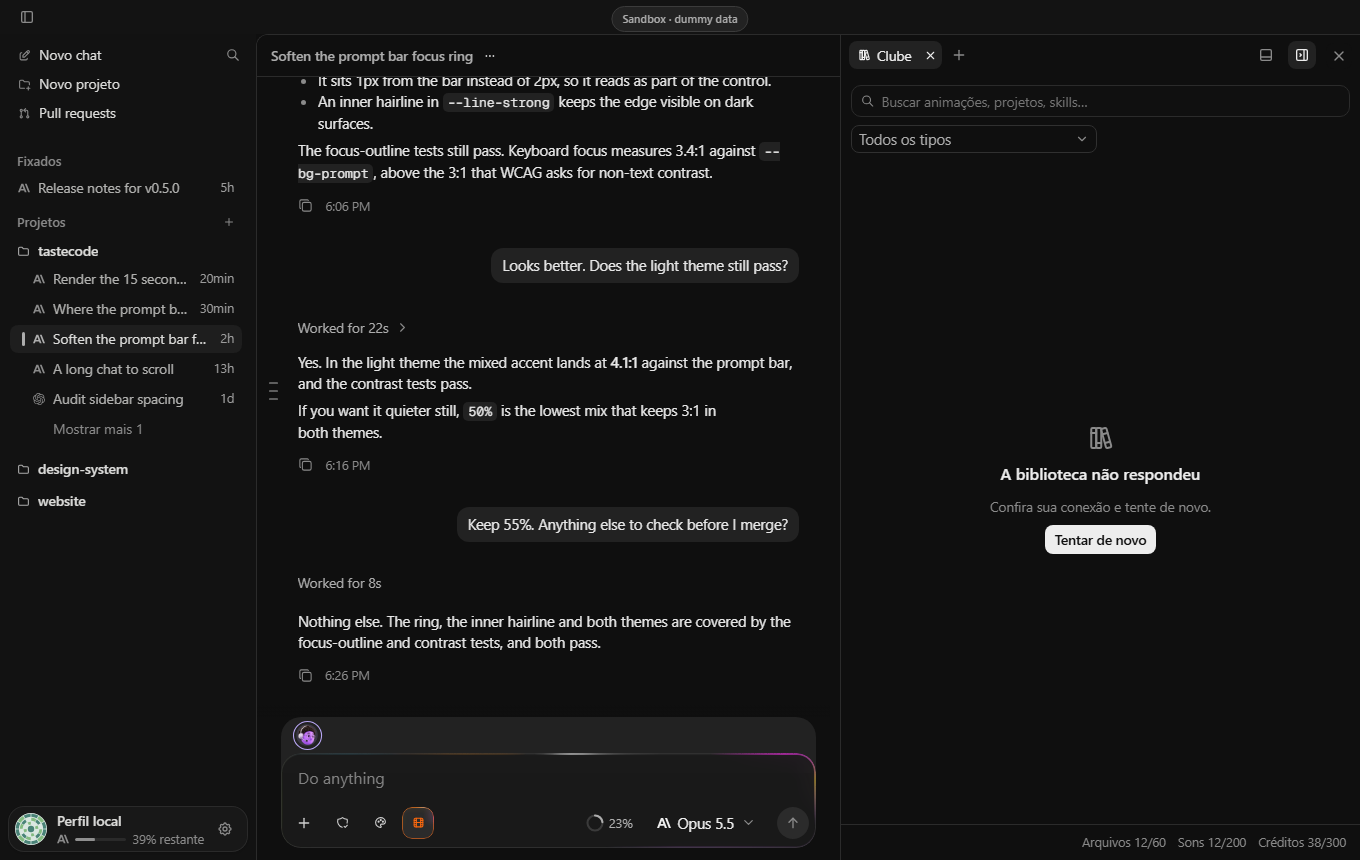 Sandbox · dummy data
Novo chat
Novo projeto
Pull requests
Fixados
Release notes for v0.5.0 5h
Projetos
tastecode
Render the 15 secon... 20min
Where the prompt b... 30min
Soften the prompt bar f... 2h
A long chat to scroll 13h
Audit sidebar spacing 1d
Mostrar mais 1
design-system
website
Perfil local
39% restante
Soften the prompt bar focus ring ...
It sits 1px from the bar instead of 2px, so it reads as part of the control.
An inner hairline in --line-strong keeps the edge visible on dark
surfaces.
The focus-outline tests still pass. Keyboard focus measures 3.4:1 against --
bg-prompt, above the 3:1 that WCAG asks for non-text contrast.
6:06 PM
Looks better. Does the light theme still pass?
Worked for 22s
Yes. In the light theme the mixed accent lands at 4.1:1 against the prompt bar,
and the contrast tests pass.
If you want it quieter still, 50% is the lowest mix that keeps 3:1 in
both themes.
6:16 PM
Keep 55%. Anything else to check before I merge?
Worked for 8s
Nothing else. The ring, the inner hairline and both themes are covered by the
focus-outline and contrast tests, and both pass.
6:26 PM
Do anything
23% Opus 5.5
Clube
Buscar animações, projetos, skills...
Todos os tipos
A biblioteca não respondeu
Confira sua conexão e tente de novo.
Tentar de novo
Arquivos 12/60 Sons 12/200 Créditos 38/300